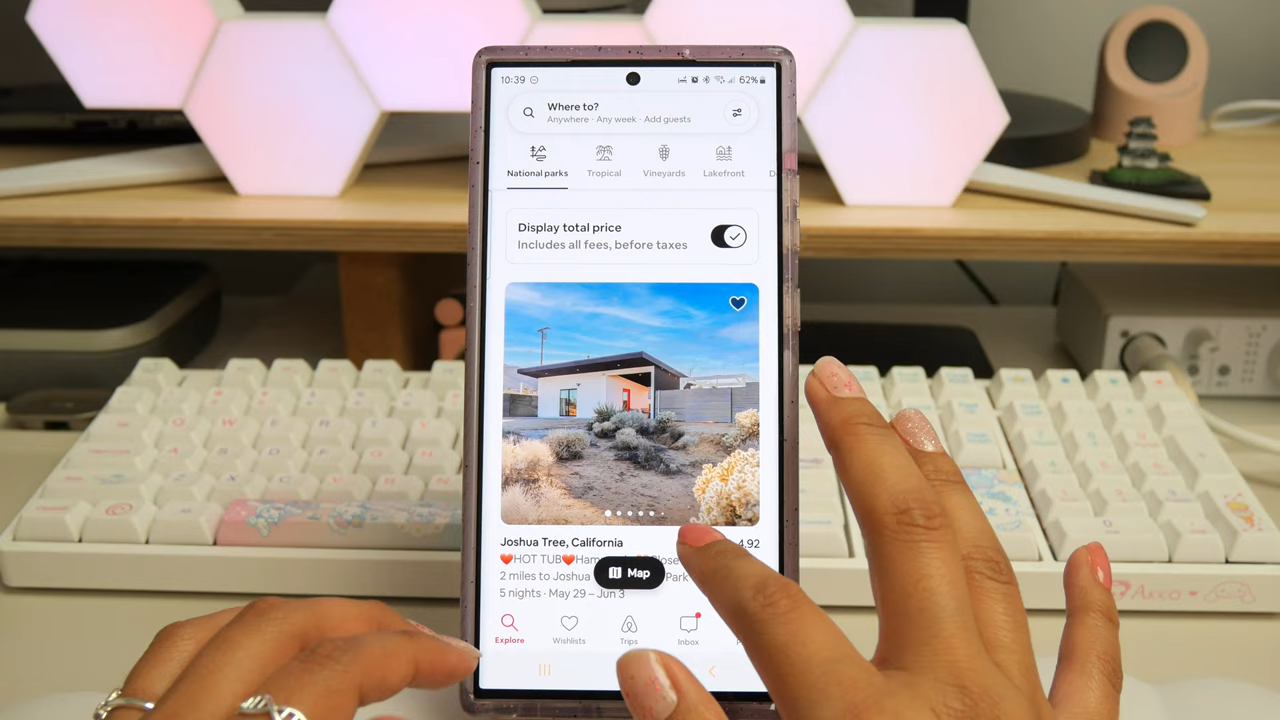 10:39
62%
Where to?
Anywhere · Any week · Add guests
National parks
Tropical
Vineyards
Lakefront
Display total price
Includes all fees, before taxes
Joshua Tree, California
4.92
❤️HOT TUB❤️
2 miles to Joshua Park
5 nights · May 29 – Jun 3
Map
Explore
Wishlists
Trips
Inbox
Akko